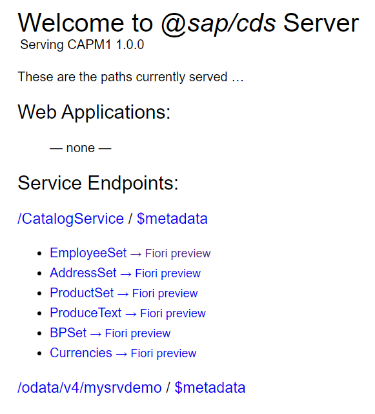 Welcome to @sap/cds Server
Serving CAPM1 1.0.0
These are the paths currently served …
Web Applications:
— none —
Service Endpoints:
/CatalogService / $metadata
• EmployeeSet → Fiori preview
• AddressSet → Fiori preview
• ProductSet → Fiori preview
• ProduceText → Fiori preview
• BPSet → Fiori preview
• Currencies → Fiori preview
/odata/v4/mysrvdemo / $metadata